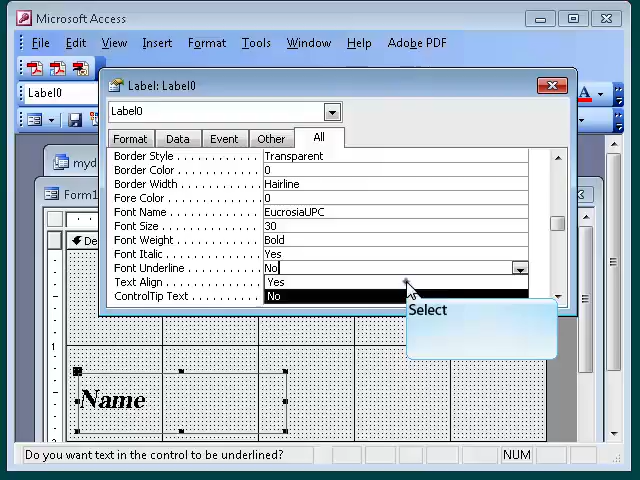 Microsoft Access
File Edit View Insert Format Tools Window Help Adobe PDF
Label: Label0
Label0
Label0
Format Data Event Other All
Border Style . . . . . . . . . . . . Transparent
Border Color . . . . . . . . . . . . 0
Border Width . . . . . . . . . . . . Hairline
Fore Color . . . . . . . . . . . . . 0
Font Name . . . . . . . . . . . . . EucrosiaUPC
Font Size . . . . . . . . . . . . . . 30
Font Weight . . . . . . . . . . . . Bold
Font Italic . . . . . . . . . . . . . . Yes
Font Underline . . . . . . . . . . . No
Text Align . . . . . . . . . . . . . . Yes
ControlTip Text . . . . . . . . . . No
myd
Form1
De
Select
1
Name
2
Do you want text in the control to be underlined?
NUM
A